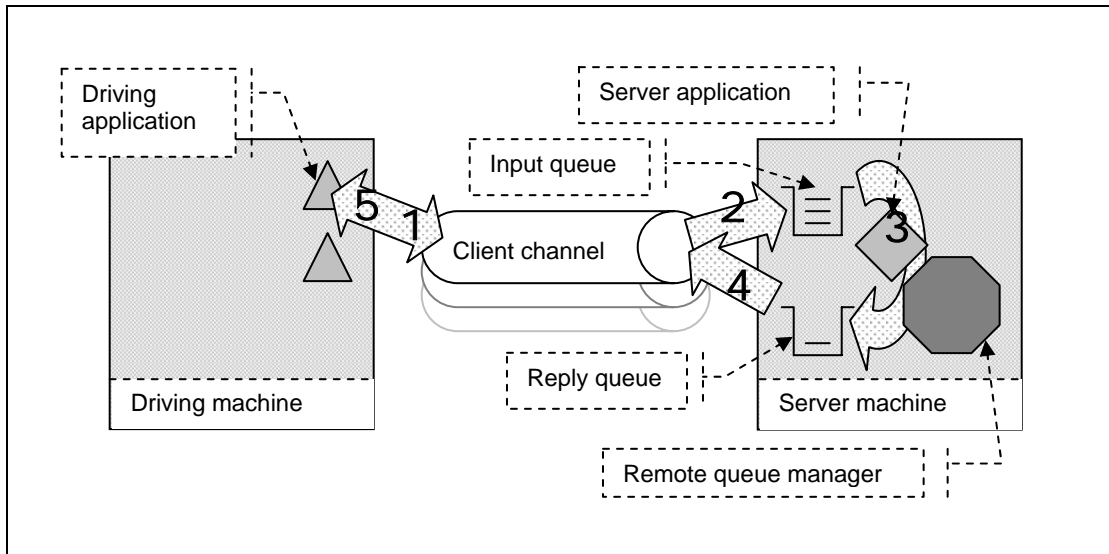 Driving
application
Server application
Input queue
5
1
Client channel
2
3
4
Reply queue
Driving machine
Server machine
Remote queue manager